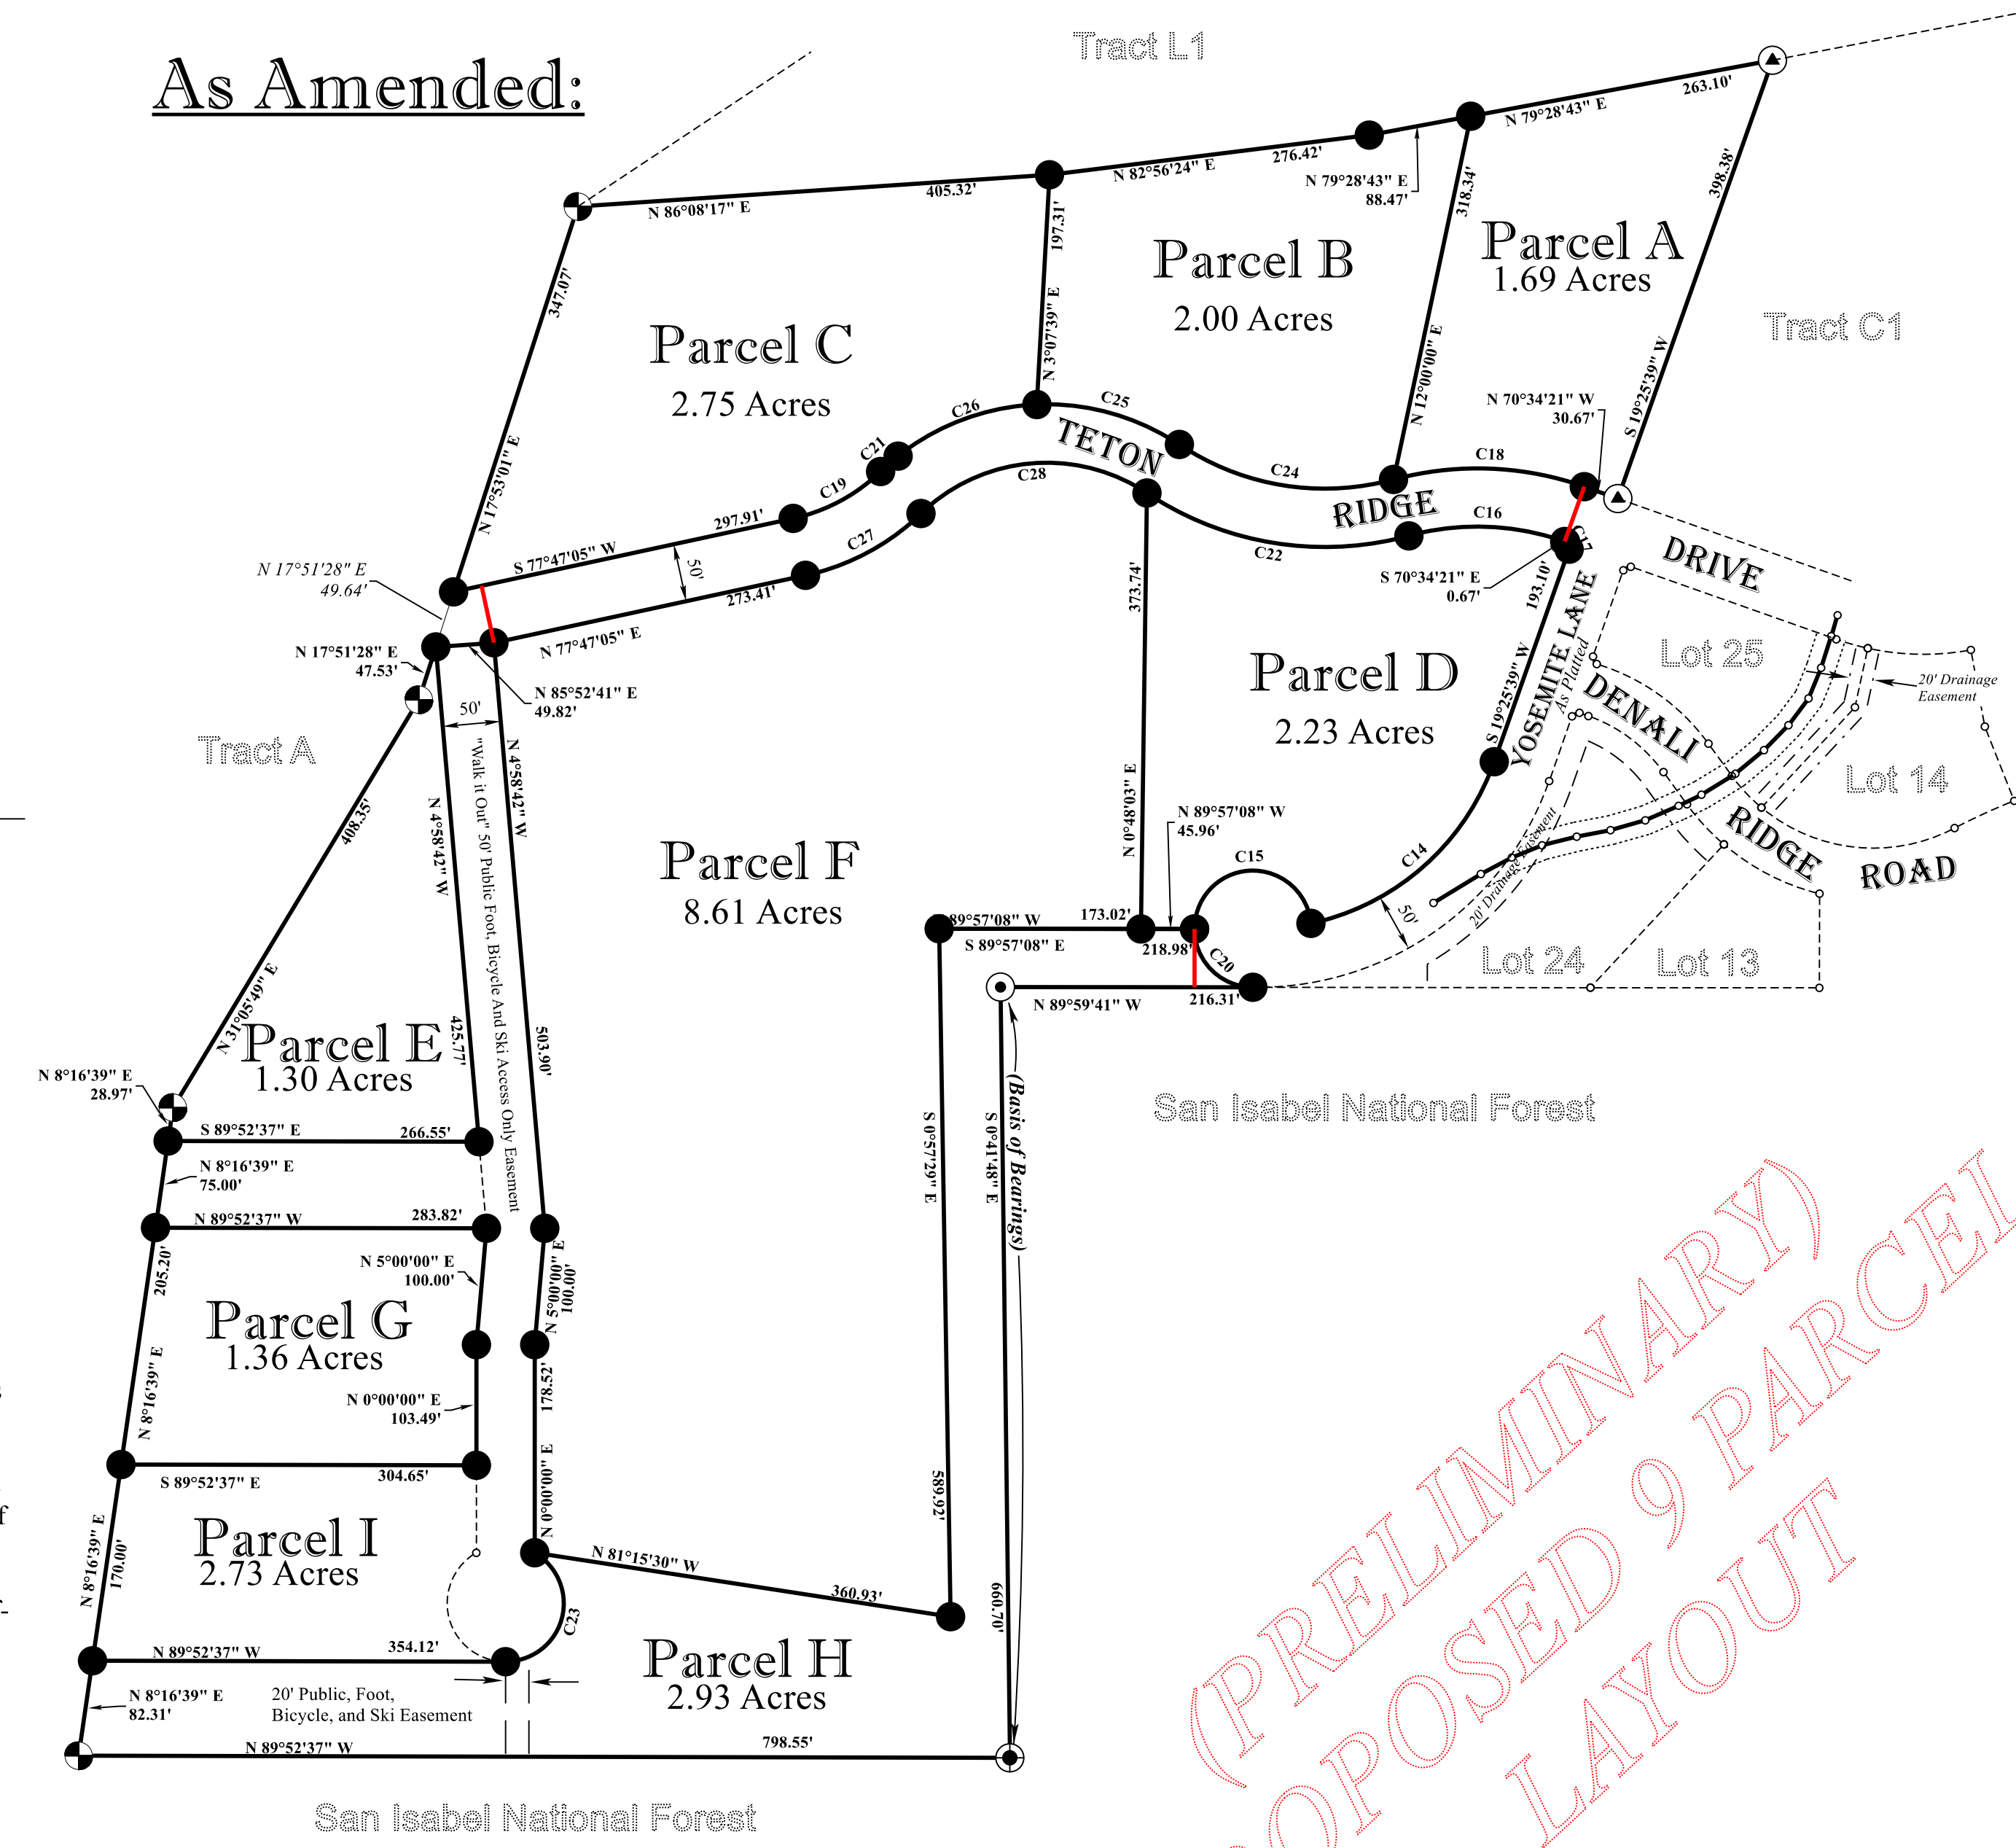 As Amended:
Tract L1
263.10'
N 79°28'43" E
276.42'
N 82°56'24" E
N 79°28'43" E
88.47'
405.32'
N 86°08'17" E
398.38'
318.34'
197.31'
Parcel A
1.69 Acres
Parcel B
2.00 Acres
347.07'
Parcel C
2.75 Acres
Tract C1
N 3°07'39" E
N 12°00'00" E
S 19°25'39" W
N 70°34'21" W
30.67'
C26
C25
C21
C19
C24
C18
C28
C27
C16
C22
C17
TETON
RIDGE
DRIVE
N 17°53'01" E
297.91'
S 77°47'05" W
50'
273.41'
N 77°47'05" E
N 17°51'28" E
49.64'
N 17°51'28" E
47.53'
N 85°52'41" E
49.82'
50'
S 70°34'21" E
0.67'
193.10'
373.74'
Parcel D
2.23 Acres
S 19°25'39" W
YOSEMITE LANE
As Platted
Lot 25
20' Drainage
Easement
DENALI
RIDGE
ROAD
Lot 14
Tract A
"Walk it Out" 50' Public Foot, Bicycle And Ski Access Only Easement
N 4°58'42" W
N 4°58'42" W
408.35'
N 31°05'49" E
Parcel F
8.61 Acres
N 0°48'03" E
N 89°57'08" W
45.96'
C15
C14
20' Drainage Easement
50'
89°57'08" W
173.02'
S 89°57'08" E
218.98'
C20
N 89°59'41" W
216.31'
Lot 24
Lot 13
Parcel E
1.30 Acres
425.77'
503.90'
N 8°16'39" E
28.97'
S 89°52'37" E
266.55'
N 8°16'39" E
75.00'
N 89°52'37" W
283.82'
S 0°57'29" E
S 0°41'48" E
(Basis of Bearings)
San Isabel National Forest
N 5°00'00" E
100.00'
N 5°00'00" E
100.00'
205.20'
Parcel G
1.36 Acres
N 8°16'39" E
N 0°00'00" E
103.49'
178.52'
N 0°00'00" E
S 89°52'37" E
304.65'
589.92'
660.70'
Parcel I
2.73 Acres
N 8°16'39" E
170.00'
N 81°15'30" W
360.93'
C23
N 89°52'37" W
354.12'
Parcel H
2.93 Acres
N 8°16'39" E
82.31'
20' Public, Foot,
Bicycle, and Ski Easement
N 89°52'37" W
798.55'
San Isabel National Forest
(PRELIMINARY)
OPOSED 9 PARCEL
LAYOUT